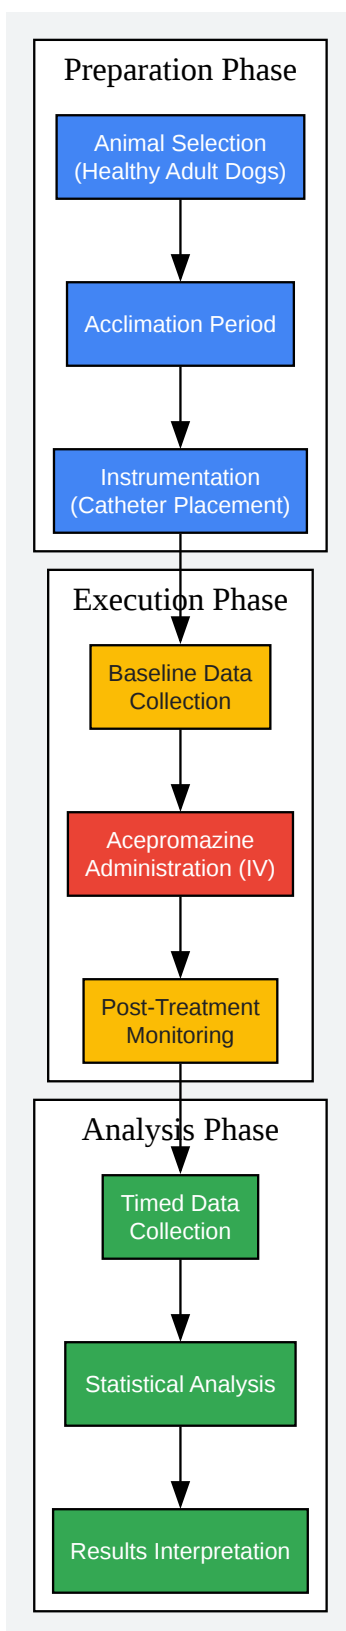 Preparation Phase
Animal Selection
(Healthy Adult Dogs)
Acclimation Period
Instrumentation
(Catheter Placement)
Execution Phase
Baseline Data
Collection
Acepromazine
Administration (IV)
Post-Treatment
Monitoring
Analysis Phase
Timed Data
Collection
Statistical Analysis
Results Interpretation